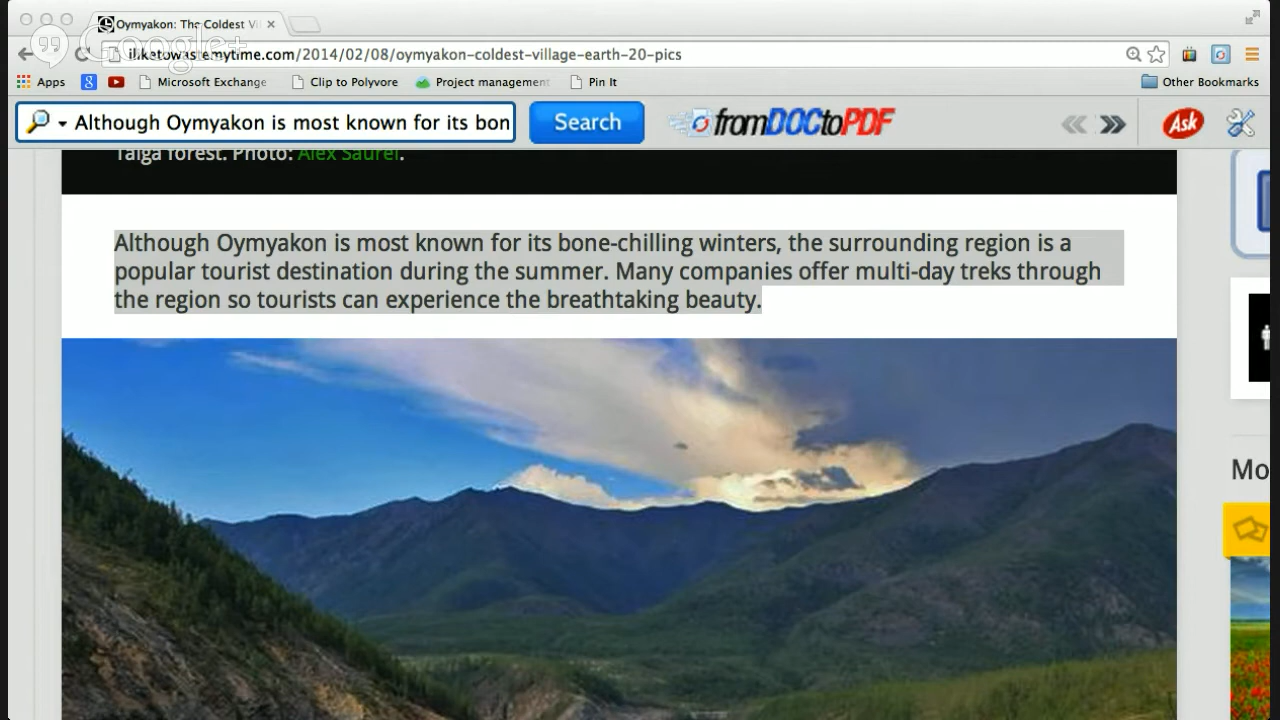 Oymyakon: The Coldest Vi
Google+
iliketowastemytime.com/2014/02/08/oymyakon-coldest-village-earth-20-pics
Apps Microsoft Exchange Clip to Polyvore Project management Pin It Other Bookmarks
Although Oymyakon is most known for its bon Search fromDOCtoPDF Ask
Taiga forest. Photo: Alex Saurel.
Although Oymyakon is most known for its bone-chilling winters, the surrounding region is a
popular tourist destination during the summer. Many companies offer multi-day treks through
the region so tourists can experience the breathtaking beauty.
Mo